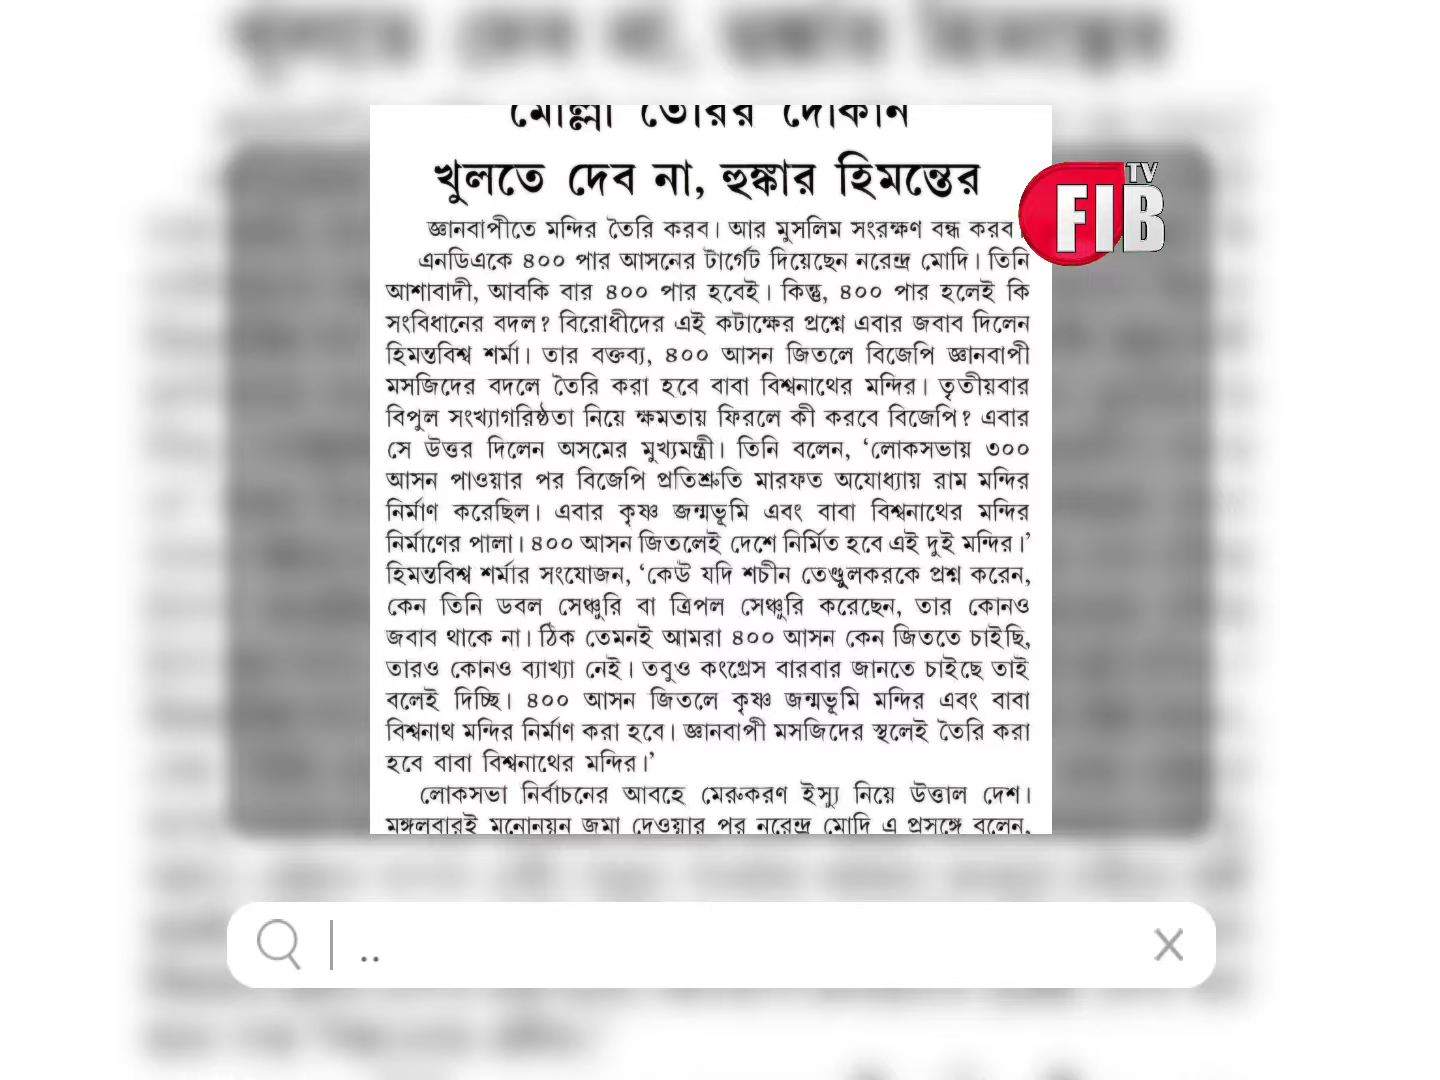 মোল্লা তৈরির দোকান
খুলতে দেব না, হুঙ্কার হিমন্তের
জ্ঞানবাপীতে মন্দির তৈরি করব। আর মুসলিম সংরক্ষণ বন্ধ করব।
এনডিএকে ৪০০ পার আসনের টার্গেট দিয়েছেন নরেন্দ্র মোদি। তিনি
আশাবাদী, আবকি বার ৪০০ পার হবেই। কিন্তু, ৪০০ পার হলেই কি
সংবিধানের বদল? বিরোধীদের এই কটাক্ষের প্রশ্নে এবার জবাব দিলেন
হিমন্তবিশ্ব শর্মা। তার বক্তব্য, ৪০০ আসন জিতলে বিজেপি জ্ঞানবাপী
মসজিদের বদলে তৈরি করা হবে বাবা বিশ্বনাথের মন্দির। তৃতীয়বার
বিপুল সংখ্যাগরিষ্ঠতা নিয়ে ক্ষমতায় ফিরলে কী করবে বিজেপি? এবার
সে উত্তর দিলেন অসমের মুখ্যমন্ত্রী। তিনি বলেন, ‘লোকসভায় ৩০০
আসন পাওয়ার পর বিজেপি প্রতিশ্রুতি মারফত অযোধ্যায় রাম মন্দির
নির্মাণ করেছিল। এবার কৃষ্ণ জন্মভূমি এবং বাবা বিশ্বনাথের মন্দির
নির্মাণের পালা। ৪০০ আসন জিতলেই দেশে নির্মিত হবে এই দুই মন্দির।’
হিমন্তবিশ্ব শর্মার সংযোজন, ‘কেউ যদি শচীন তেণ্ডুলকরকে প্রশ্ন করেন,
কেন তিনি ডবল সেঞ্চুরি বা ত্রিপল সেঞ্চুরি করেছেন, তার কোনও
জবাব থাকে না। ঠিক তেমনই আমরা ৪০০ আসন কেন জিততে চাইছি,
তারও কোনও ব্যাখ্যা নেই। তবুও কংগ্রেস বারবার জানতে চাইছে তাই
বলেই দিচ্ছি। ৪০০ আসন জিতলে কৃষ্ণ জন্মভূমি মন্দির এবং বাবা
বিশ্বনাথ মন্দির নির্মাণ করা হবে। জ্ঞানবাপী মসজিদের স্থলেই তৈরি করা
হবে বাবা বিশ্বনাথের মন্দির।’
লোকসভা নির্বাচনের আবহে মেরুকরণ ইস্যু নিয়ে উত্তাল দেশ।
মঙ্গলবারই মনোনয়ন জমা দেওয়ার পর নরেন্দ্র মোদি এ প্রসঙ্গে বলেন,
FIB TV
..